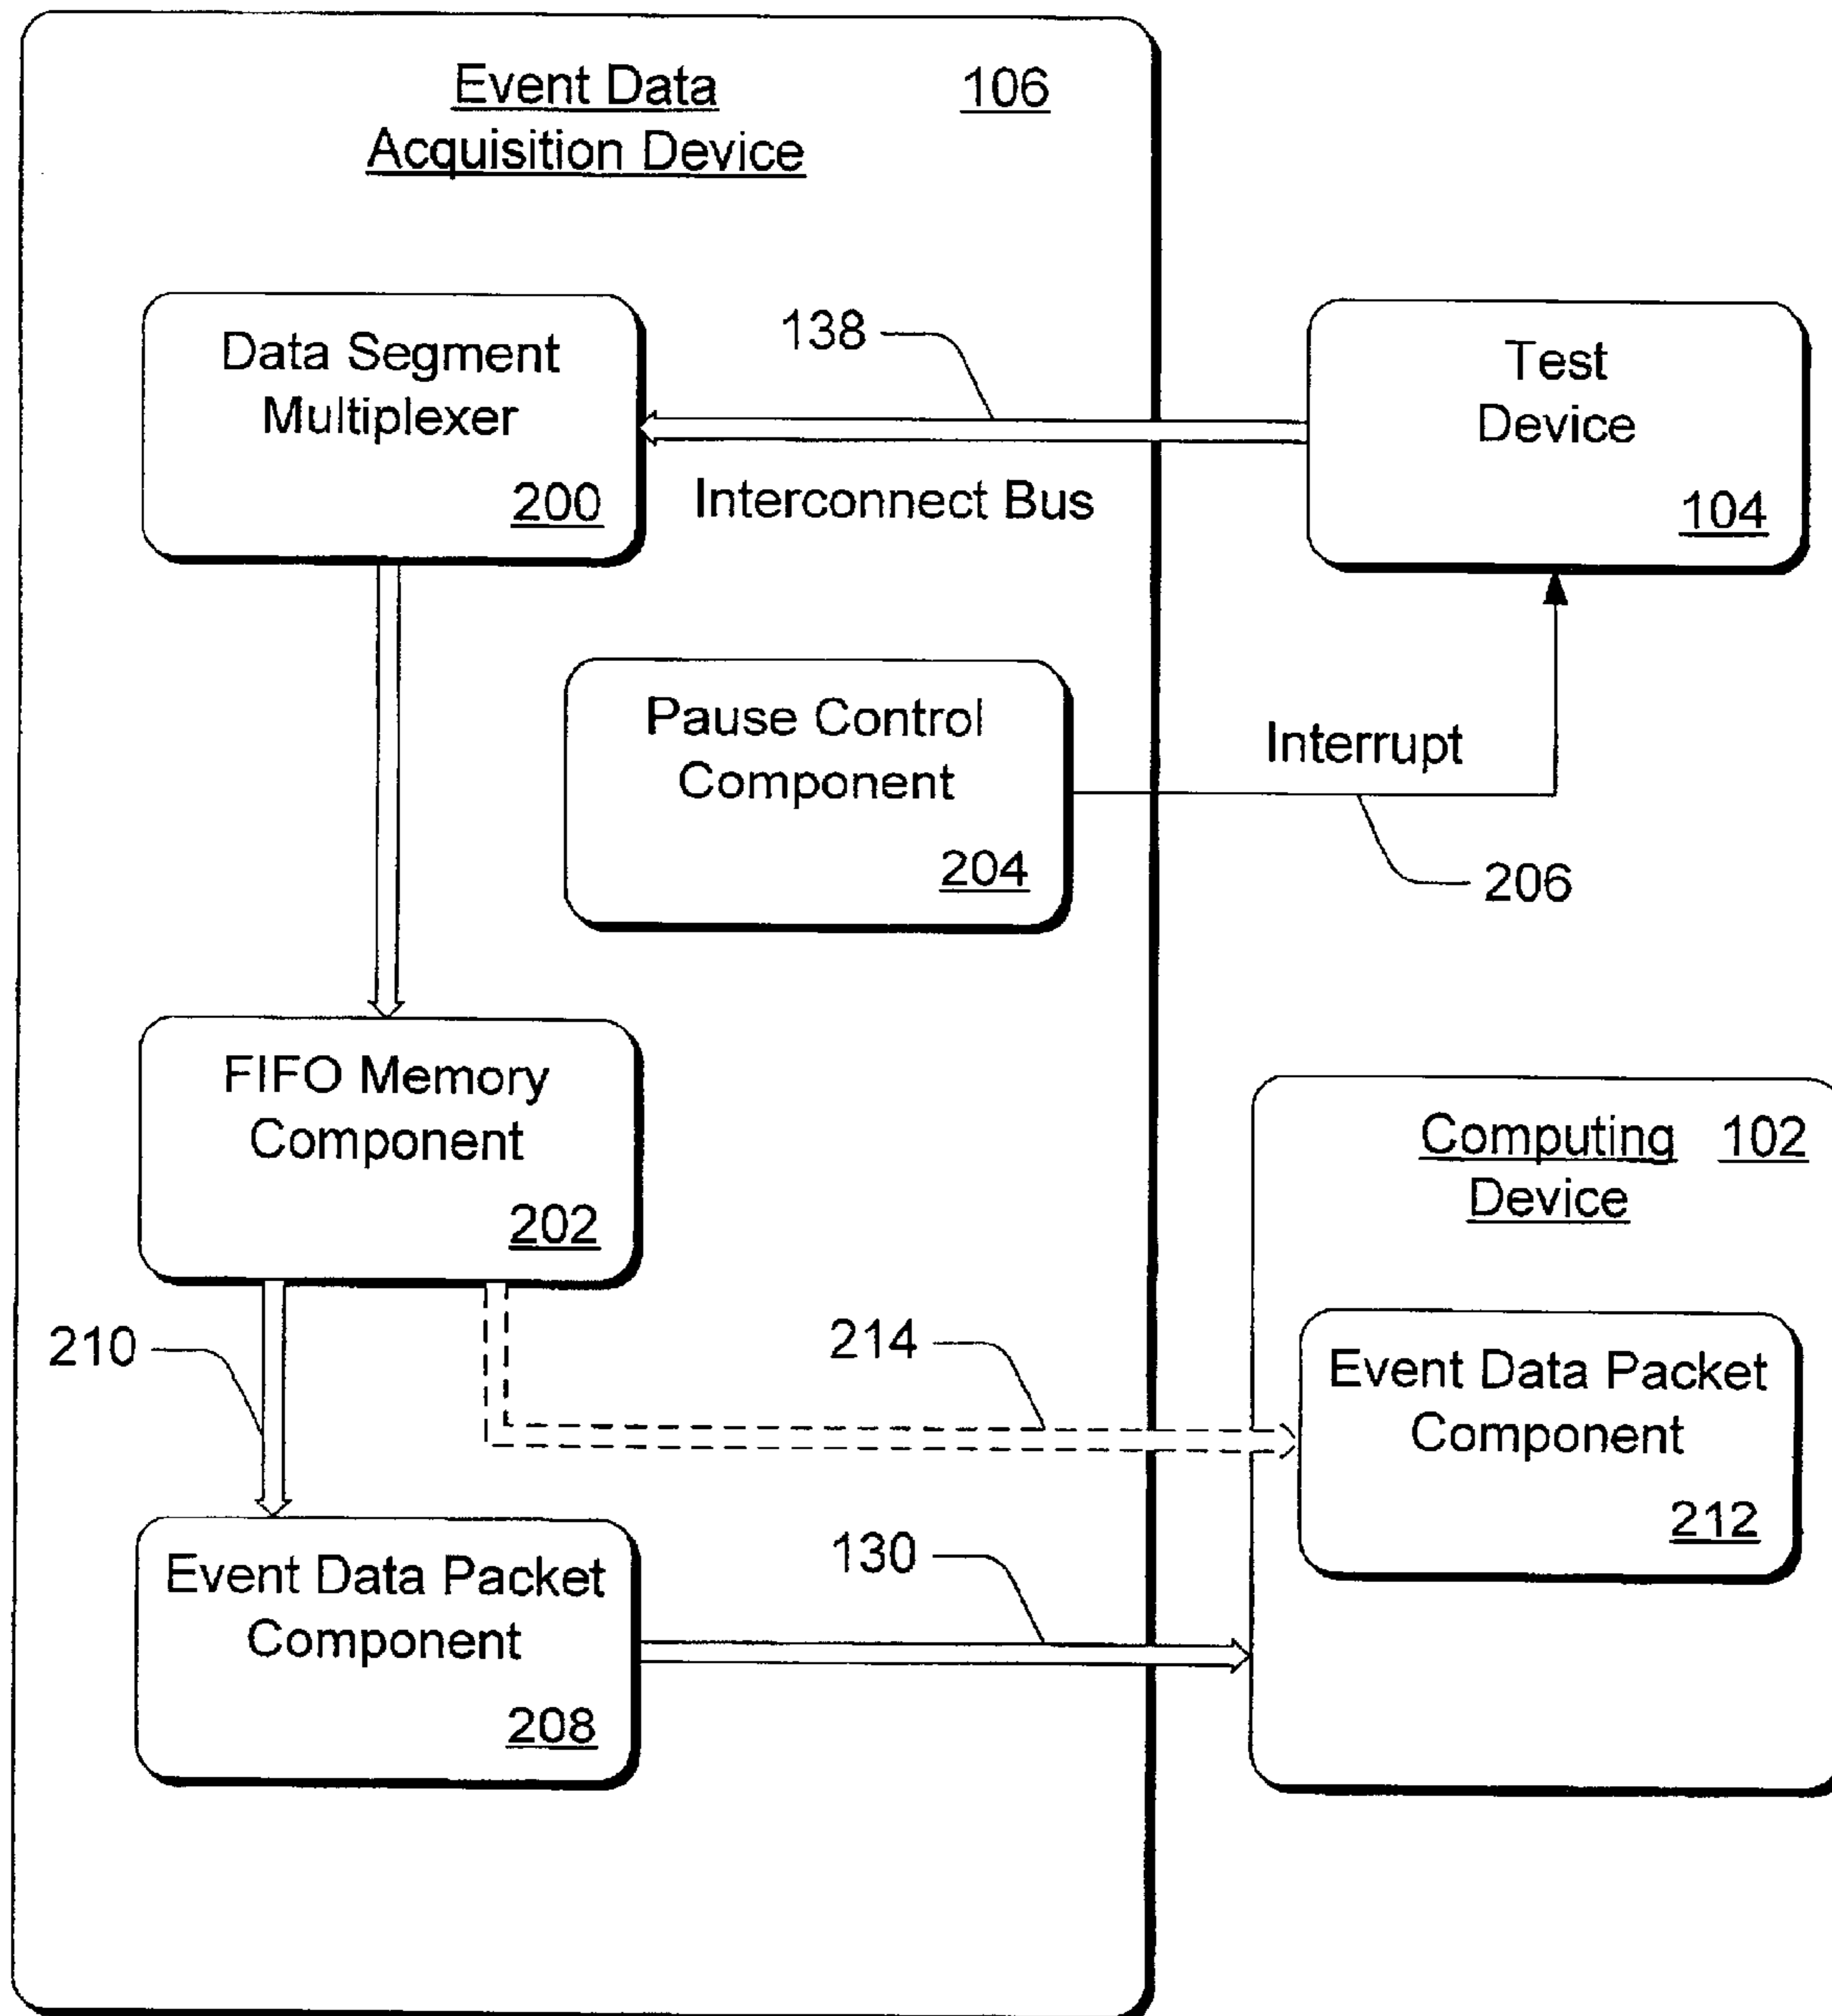 Event Data 106
Acquisition Device
Data Segment
Multiplexer
200
138
Interconnect Bus
Test
Device
104
Pause Control
Component
204
Interrupt
206
FIFO Memory
Component
202
Computing 102
Device
210
214
Event Data Packet
Component
212
Event Data Packet
Component
208
130